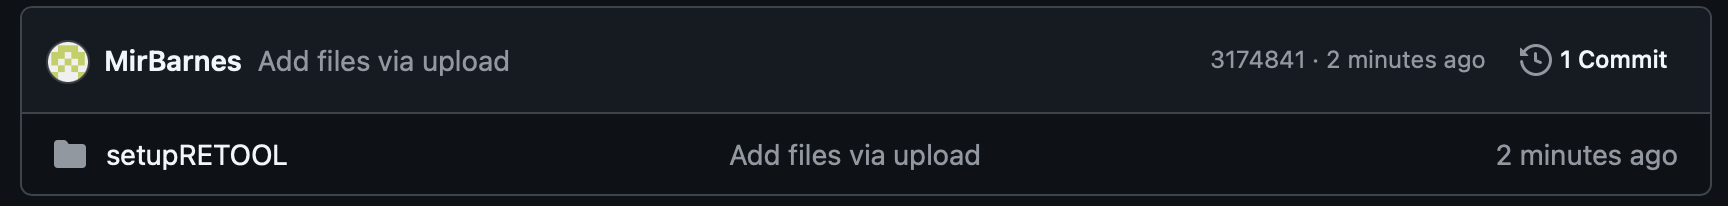 MirBarnes Add files via upload 3174841 · 2 minutes ago 1 Commit
setupRETOOL Add files via upload 2 minutes ago